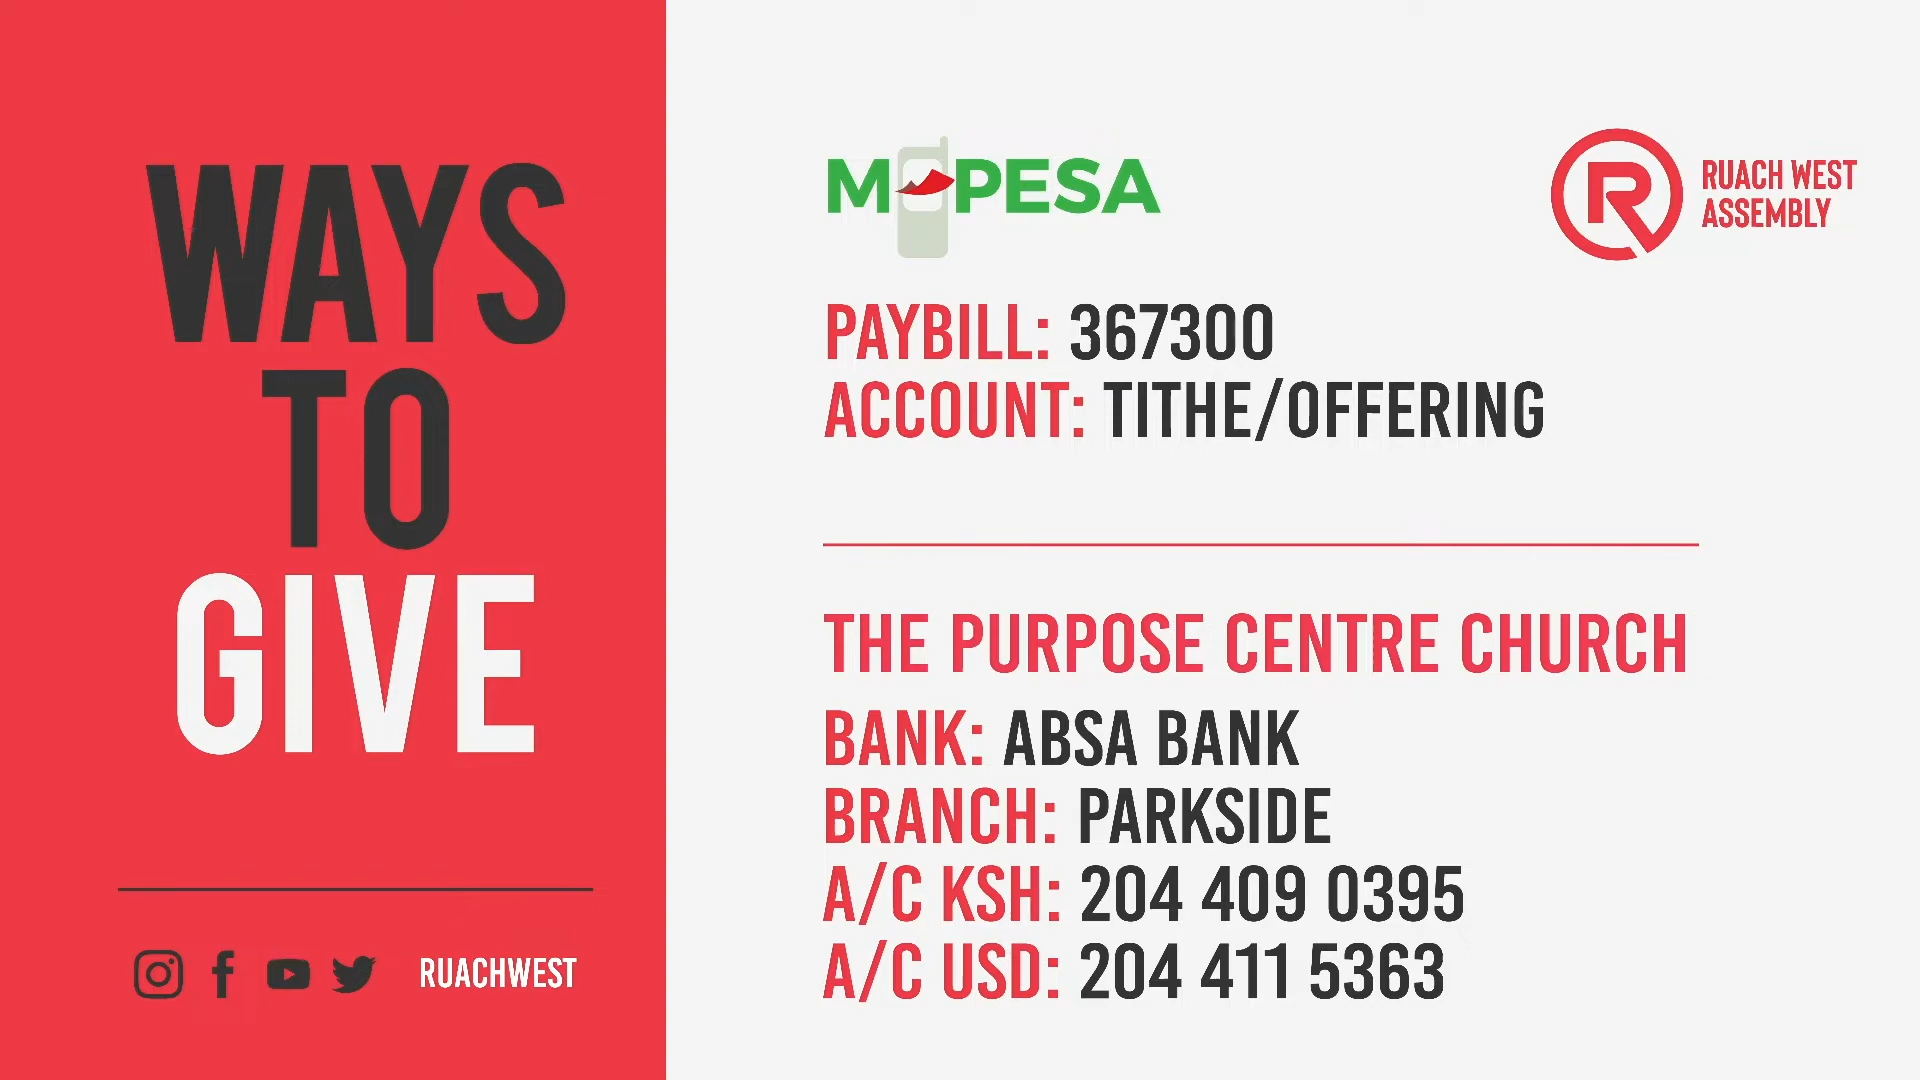 WAYS
TO
GIVE
RUACHWEST
M-PESA
RUACH WEST
ASSEMBLY
PAYBILL: 367300
ACCOUNT: TITHE/OFFERING
THE PURPOSE CENTRE CHURCH
BANK: ABSA BANK
BRANCH: PARKSIDE
A/C KSH: 204 409 0395
A/C USD: 204 411 5363